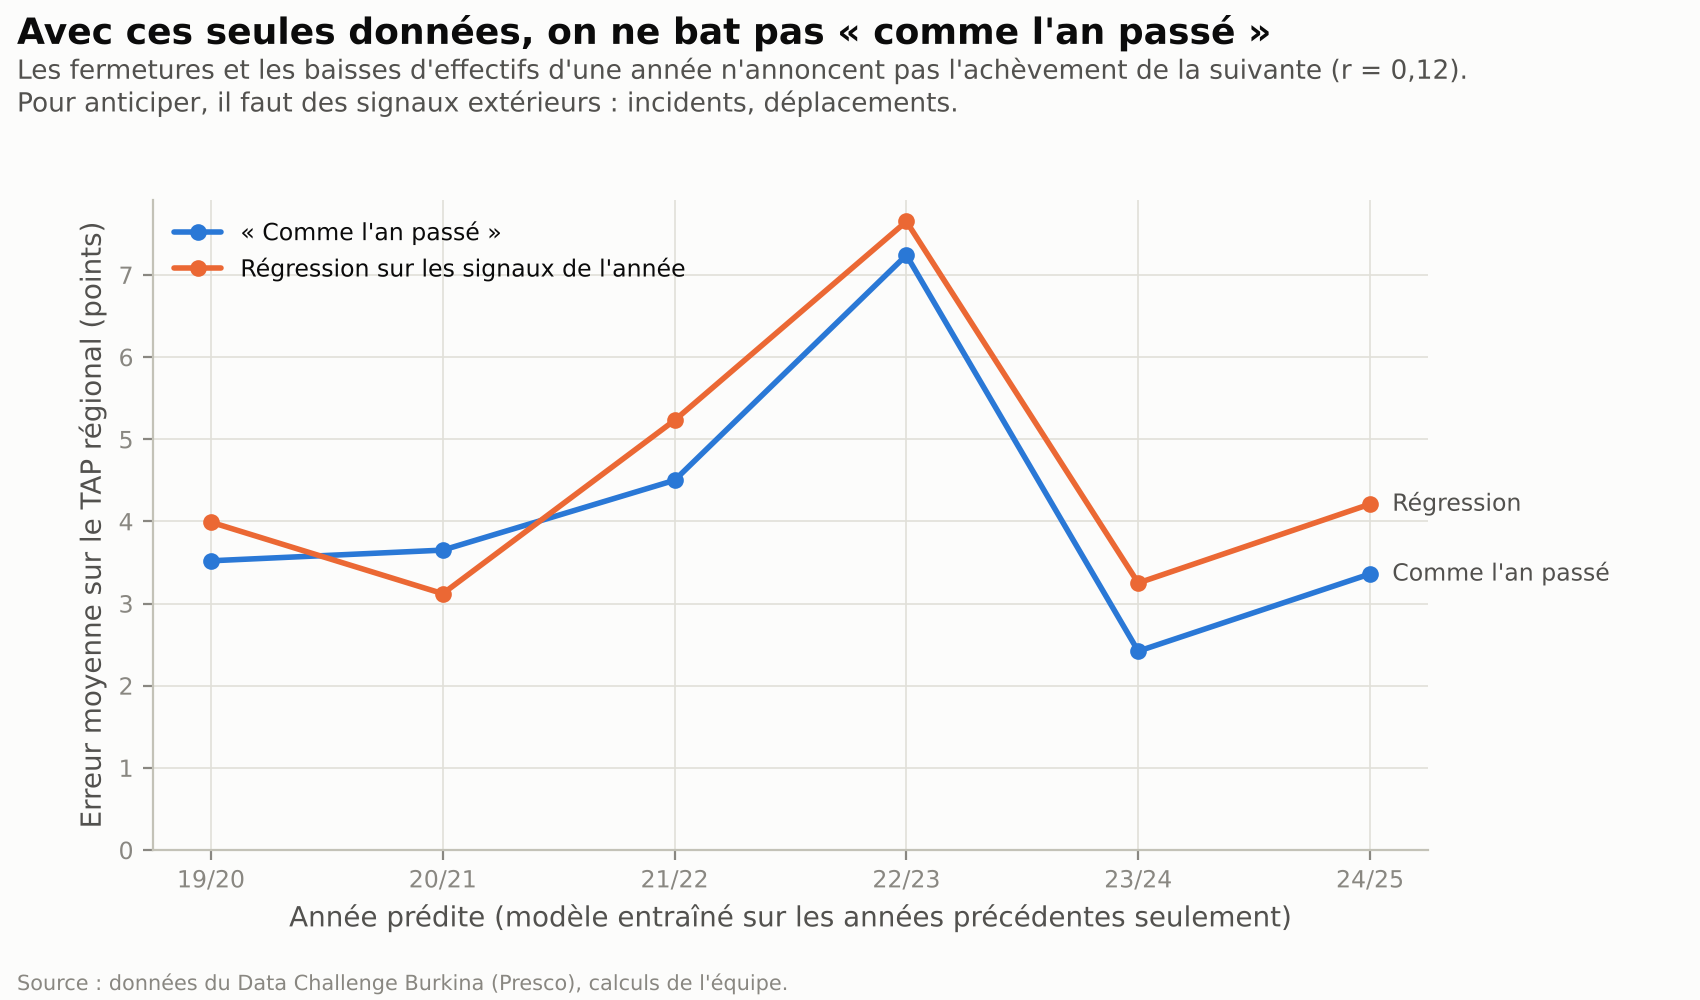 Avec ces seules données, on ne bat pas « comme l'an passé »
Les fermetures et les baisses d'effectifs d'une année n'annoncent pas l'achèvement de la suivante (r = 0,12).
Pour anticiper, il faut des signaux extérieurs : incidents, déplacements.
« Comme l'an passé »
Régression sur les signaux de l'année
Erreur moyenne sur le TAP régional (points)
7
6
5
4
3
2
1
0
Régression
Comme l'an passé
19/20 20/21 21/22 22/23 23/24 24/25
Année prédite (modèle entraîné sur les années précédentes seulement)
Source : données du Data Challenge Burkina (Presco), calculs de l'équipe.